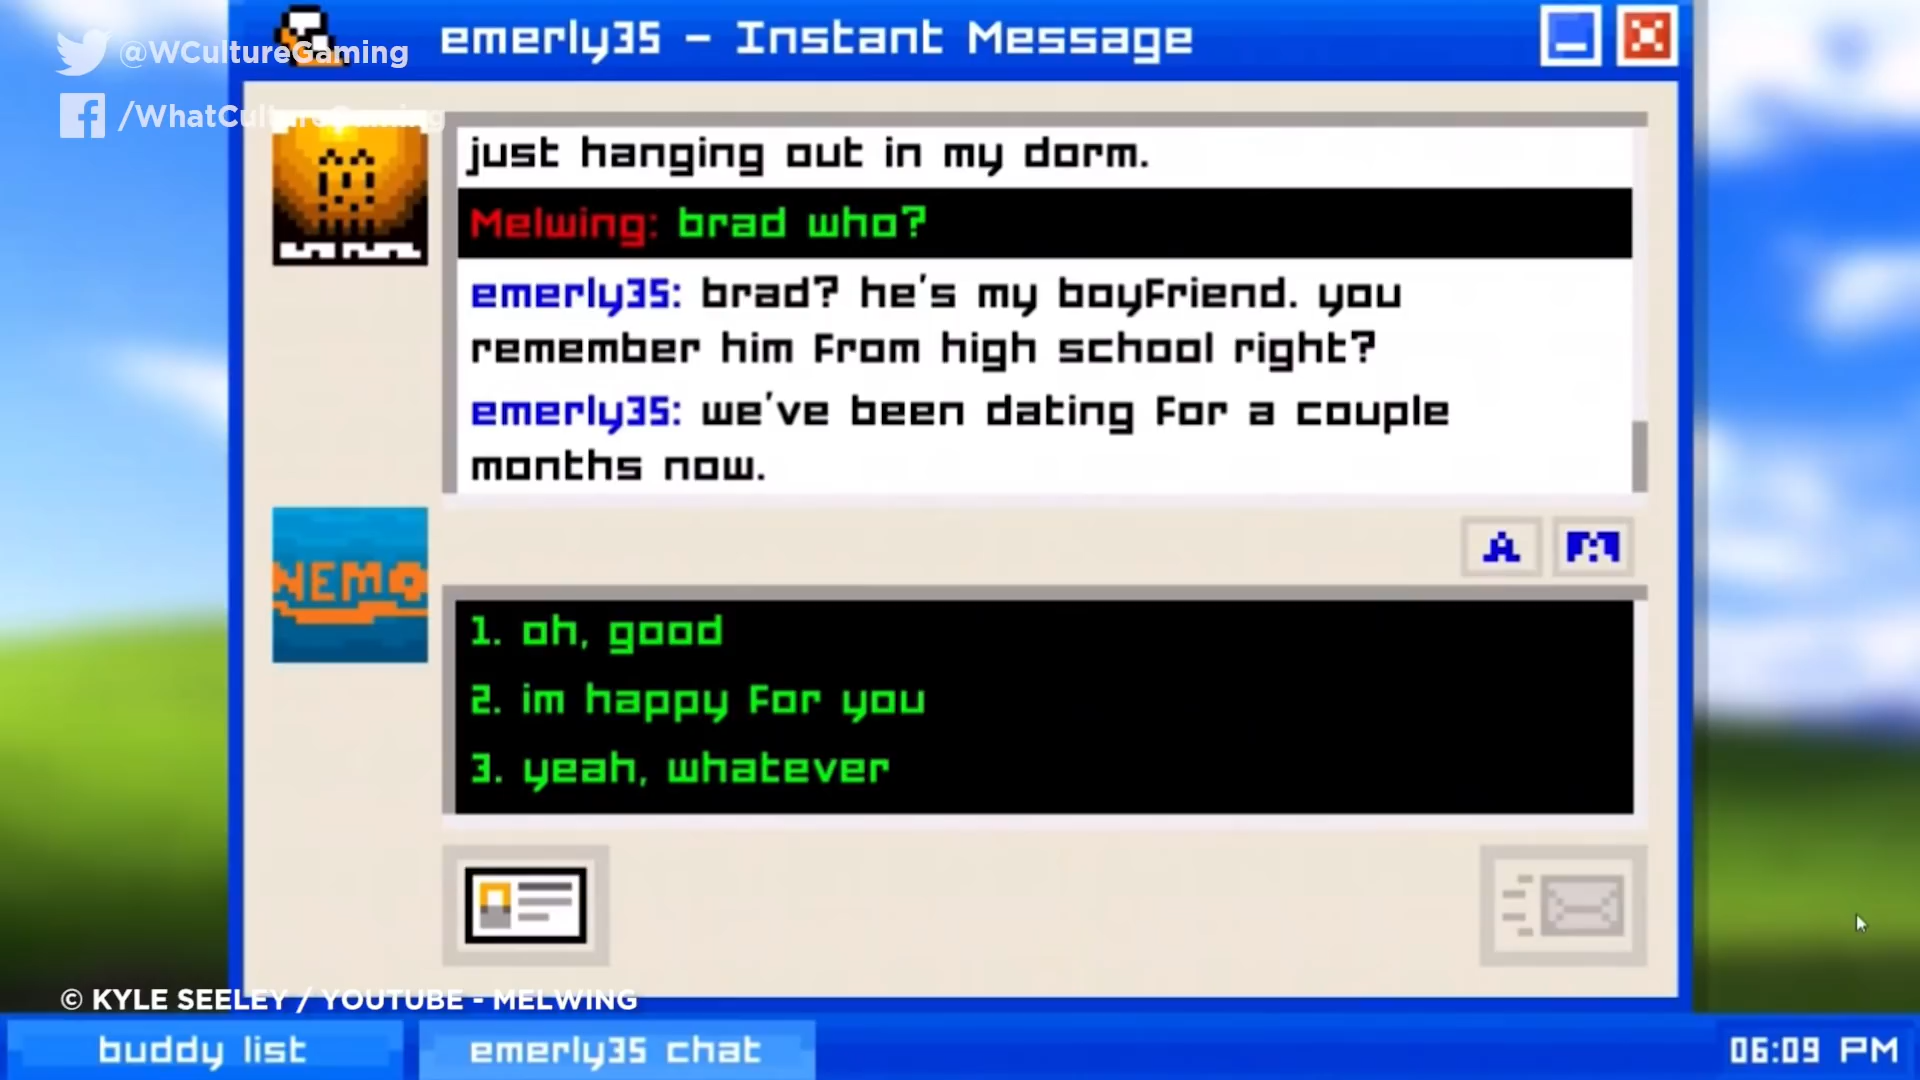 emerly35 - Instant Message
@WCultureGaming
/WhatCultureGaming
just hanging out in my dorm.
Melwing: brad who?
emerly35: brad? he's my boyfriend. you
remember him from high school right?
emerly35: we've been dating for a couple
months now.
A
NEMO
1. oh, good
2. im happy for you
3. yeah, whatever
© KYLE SEELEY / YOUTUBE - MELWING
buddy list
emerly35 chat
06:09 PM